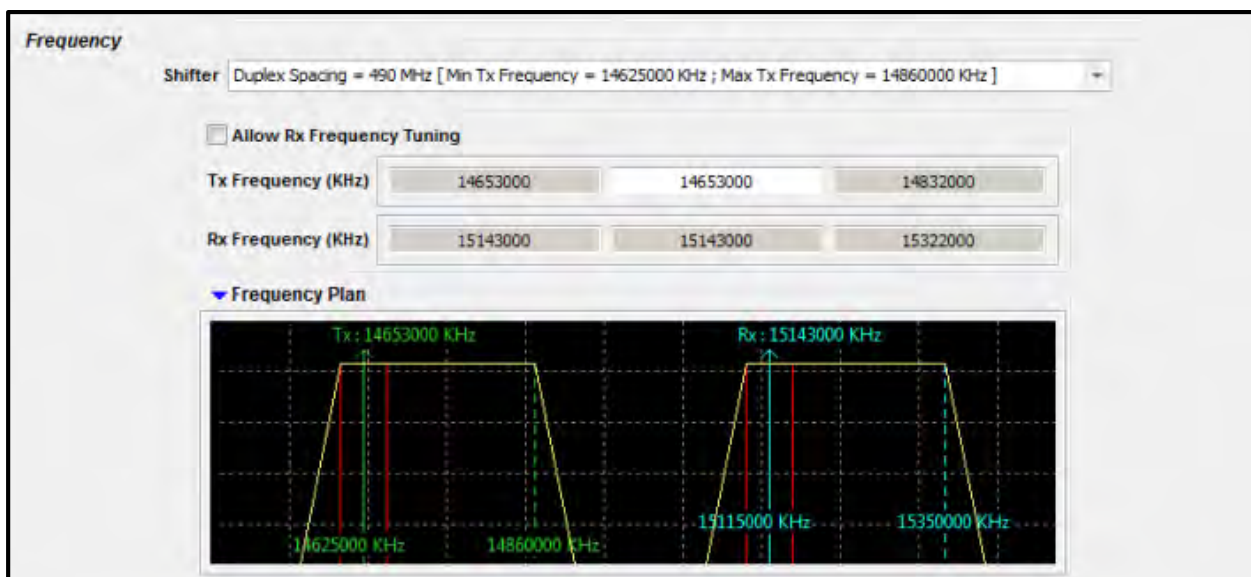 Frequency
Shifter Duplex Spacing = 490 MHz [ Min Tx Frequency = 14625000 KHz ; Max Tx Frequency = 14860000 KHz ]
Allow Rx Frequency Tuning
Tx Frequency (KHz) 14653000 14653000 14832000
Rx Frequency (KHz) 15143000 15143000 15322000
Frequency Plan
Tx : 14653000 KHz Rx : 15143000 KHz
15115000 KHz 15350000 KHz
14625000 KHz 14860000 KHz